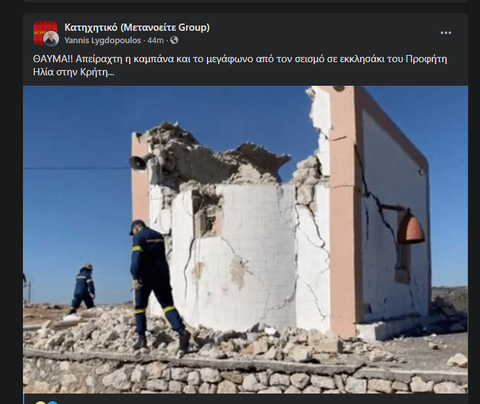 Κατηχητικό (Μετανοείτε Group)
Yannis Lygdopoulos · 44m ·
ΘΑΥΜΑ!! Απείραχτη η καμπάνα και το μεγάφωνο από τον σεισμό σε εκκλησάκι του Προφήτη
Ηλία στην Κρήτη...